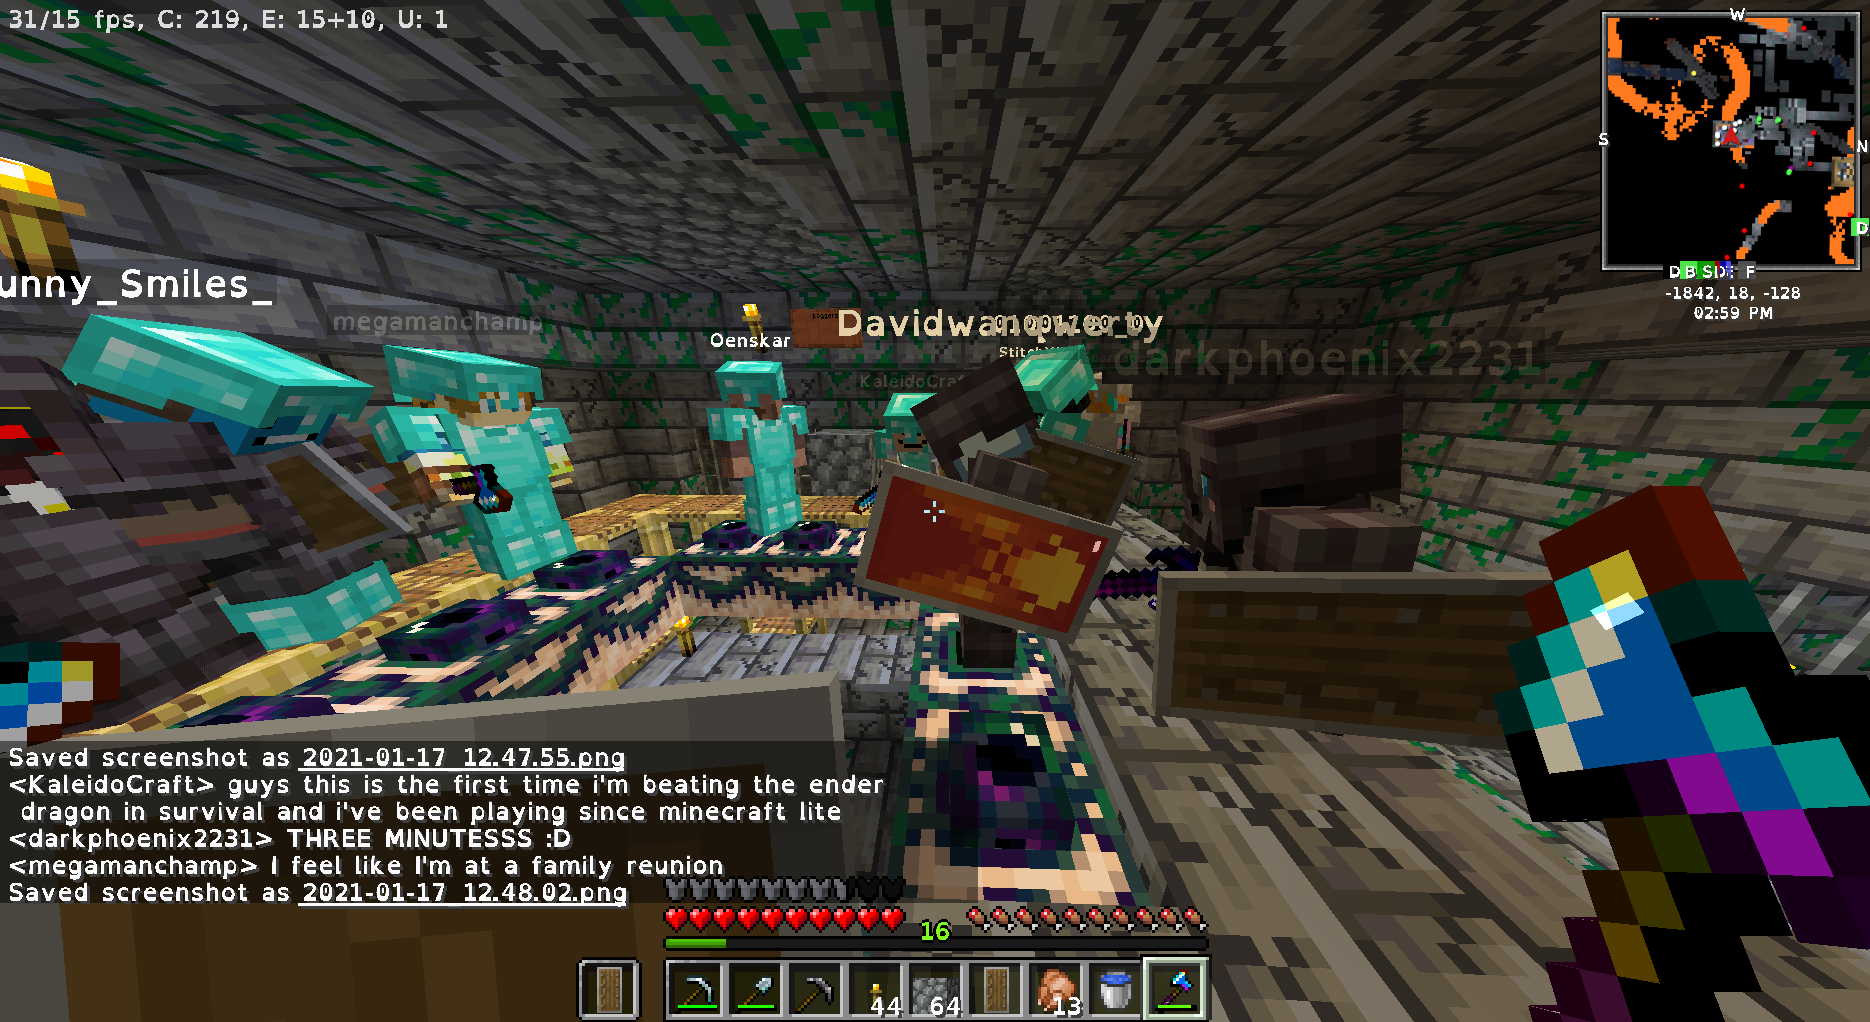 31/15 fps, C: 219, E: 15+10, U: 1
W
S
N
D
D B S F
-1842, 18, -128
02:59 PM
unny_Smiles_
megamanchamp
Oenskar
darkphoenix2231
Saved screenshot as 2021-01-17_12.47.55.png
<KaleidoCraft> guys this is the first time i'm beating the ender
dragon in survival and i've been playing since minecraft lite
<darkphoenix2231> THREE MINUTESSS :D
<megamanchamp> I feel like I'm at a family reunion
Saved screenshot as 2021-01-17_12.48.02.png
16
44
64
13